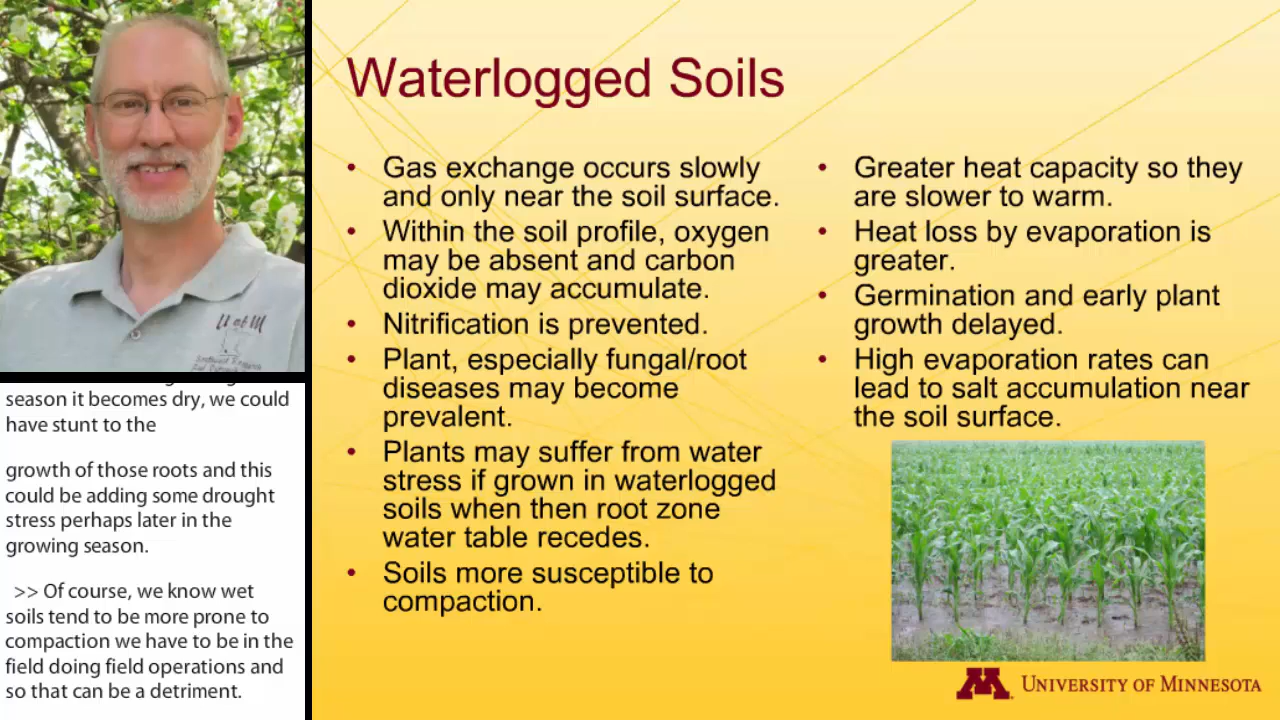 U of M
season it becomes dry, we could
have stunt to the
growth of those roots and this
could be adding some drought
stress perhaps later in the
growing season.
>> Of course, we know wet
soils tend to be more prone to
compaction we have to be in the
field doing field operations and
so that can be a detriment.
Waterlogged Soils
• Gas exchange occurs slowly
and only near the soil surface.
• Within the soil profile, oxygen
may be absent and carbon
dioxide may accumulate.
• Nitrification is prevented.
• Plant, especially fungal/root
diseases may become
prevalent.
• Plants may suffer from water
stress if grown in waterlogged
soils when then root zone
water table recedes.
• Soils more susceptible to
compaction.
• Greater heat capacity so they
are slower to warm.
• Heat loss by evaporation is
greater.
• Germination and early plant
growth delayed.
• High evaporation rates can
lead to salt accumulation near
the soil surface.
M UNIVERSITY OF MINNESOTA